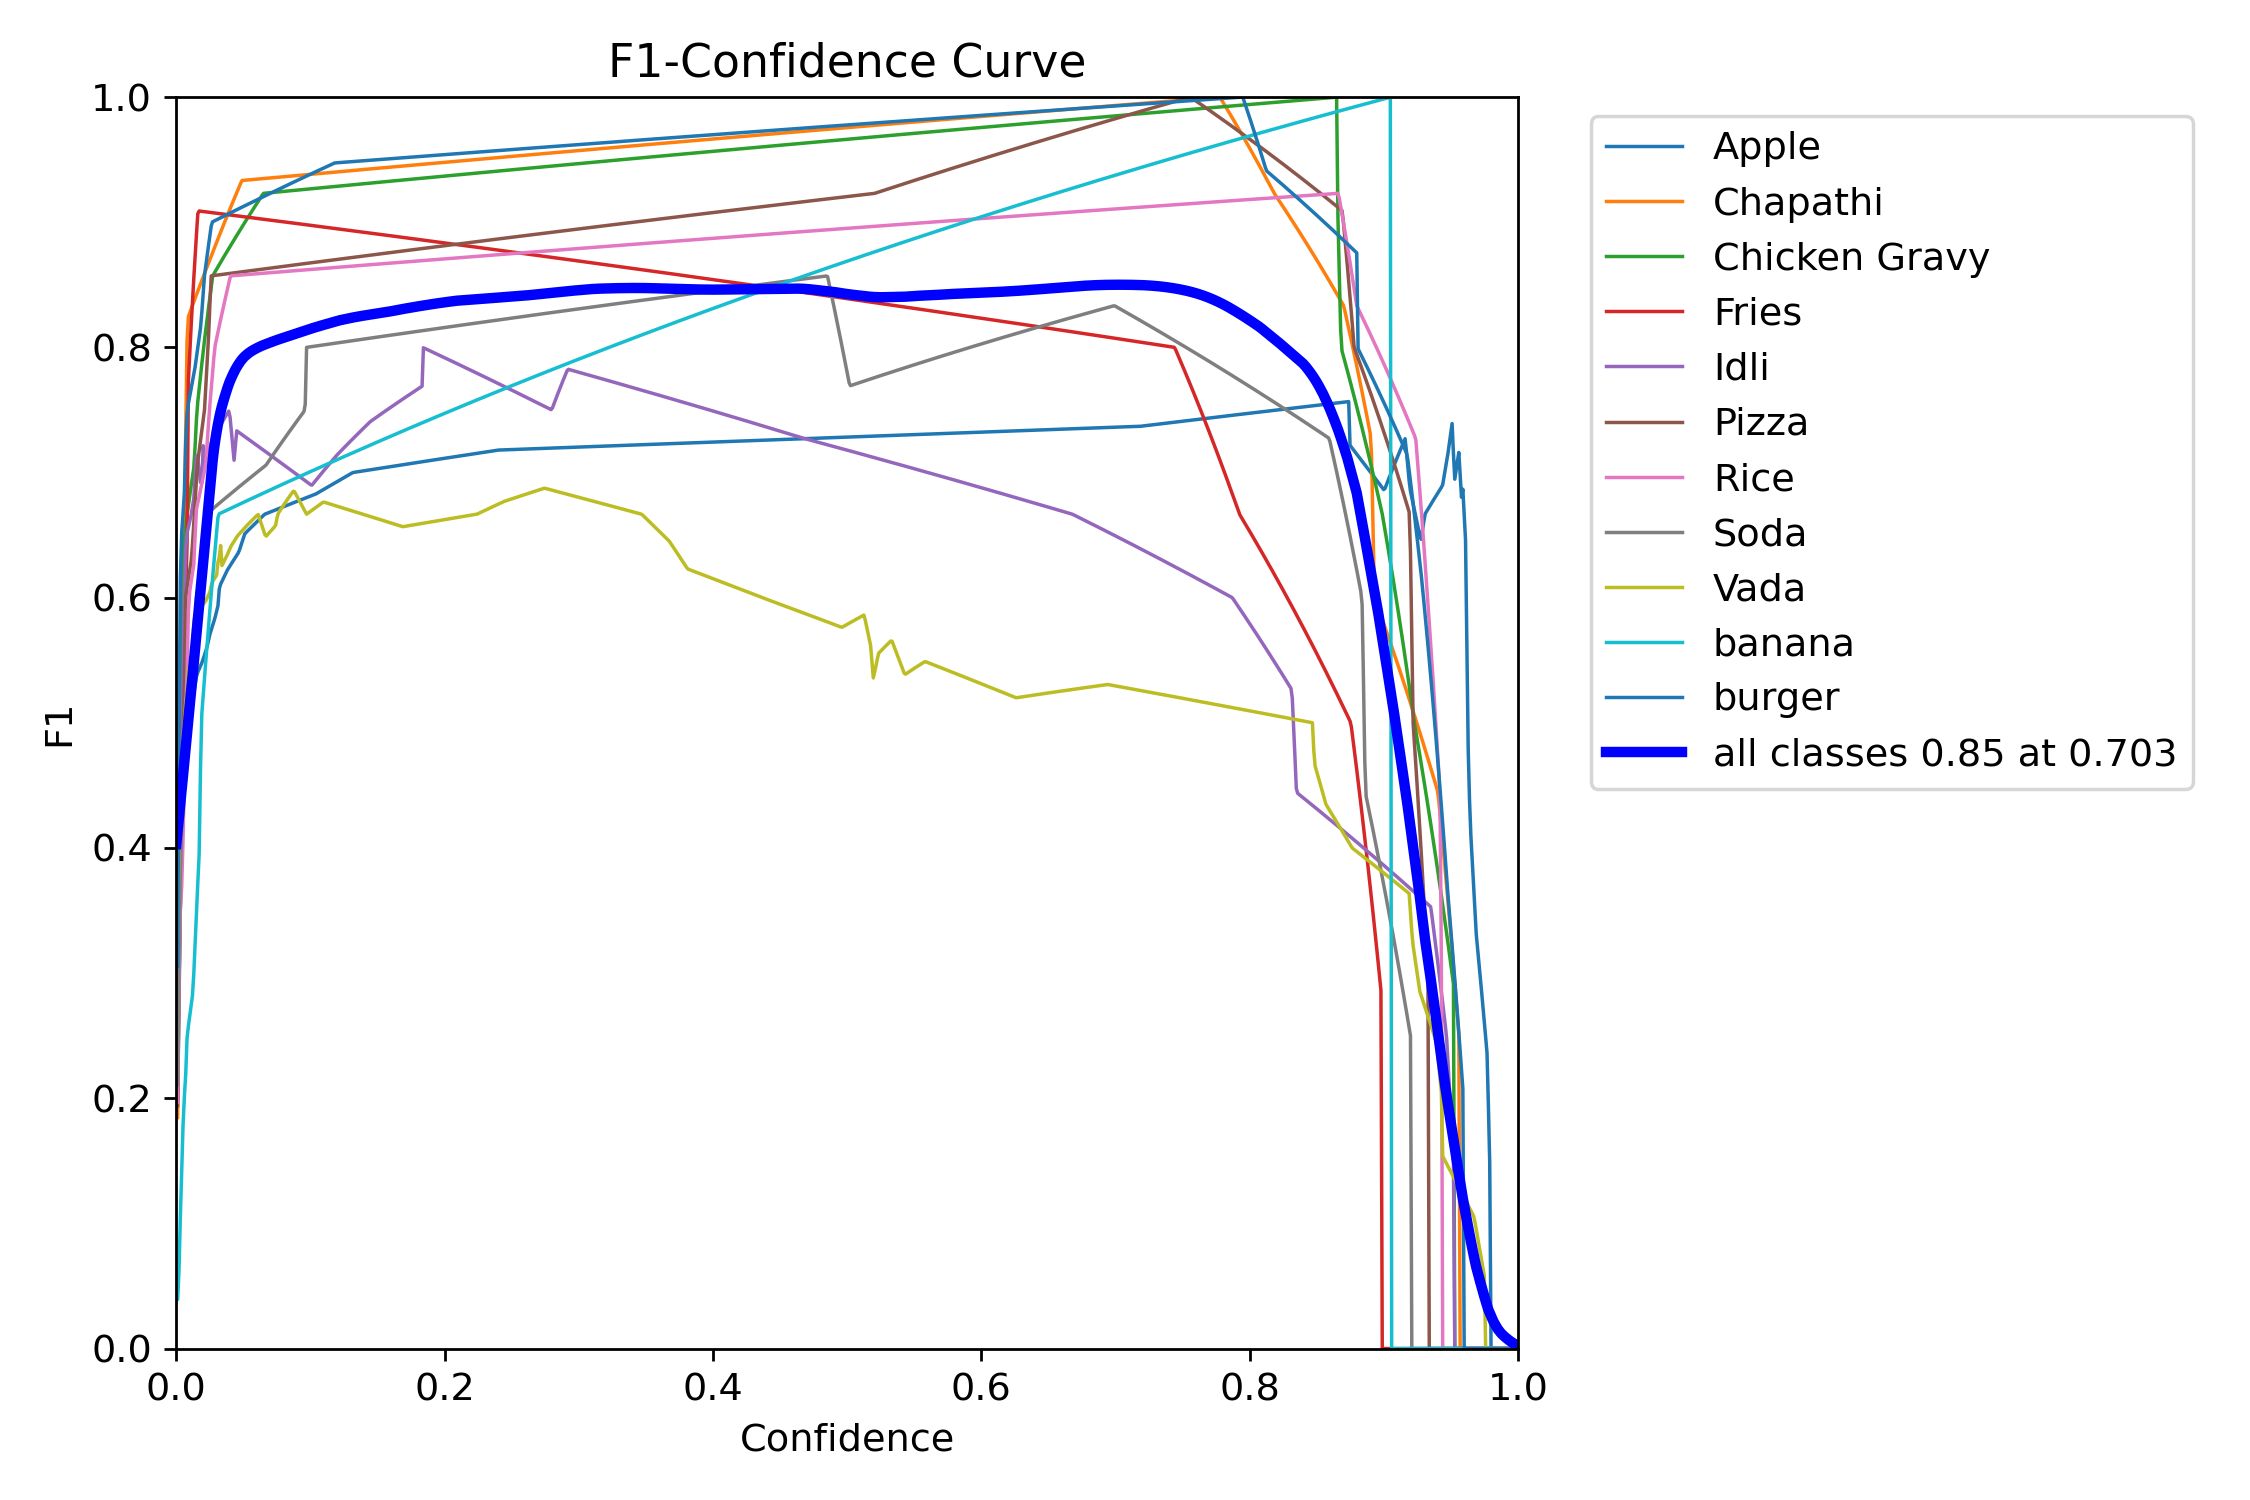 F1-Confidence Curve
1.0
0.8
0.6
0.4
0.2
0.0
F1
0.0 0.2 0.4 0.6 0.8 1.0
Confidence
Apple
Chapathi
Chicken Gravy
Fries
Idli
Pizza
Rice
Soda
Vada
banana
burger
all classes 0.85 at 0.703